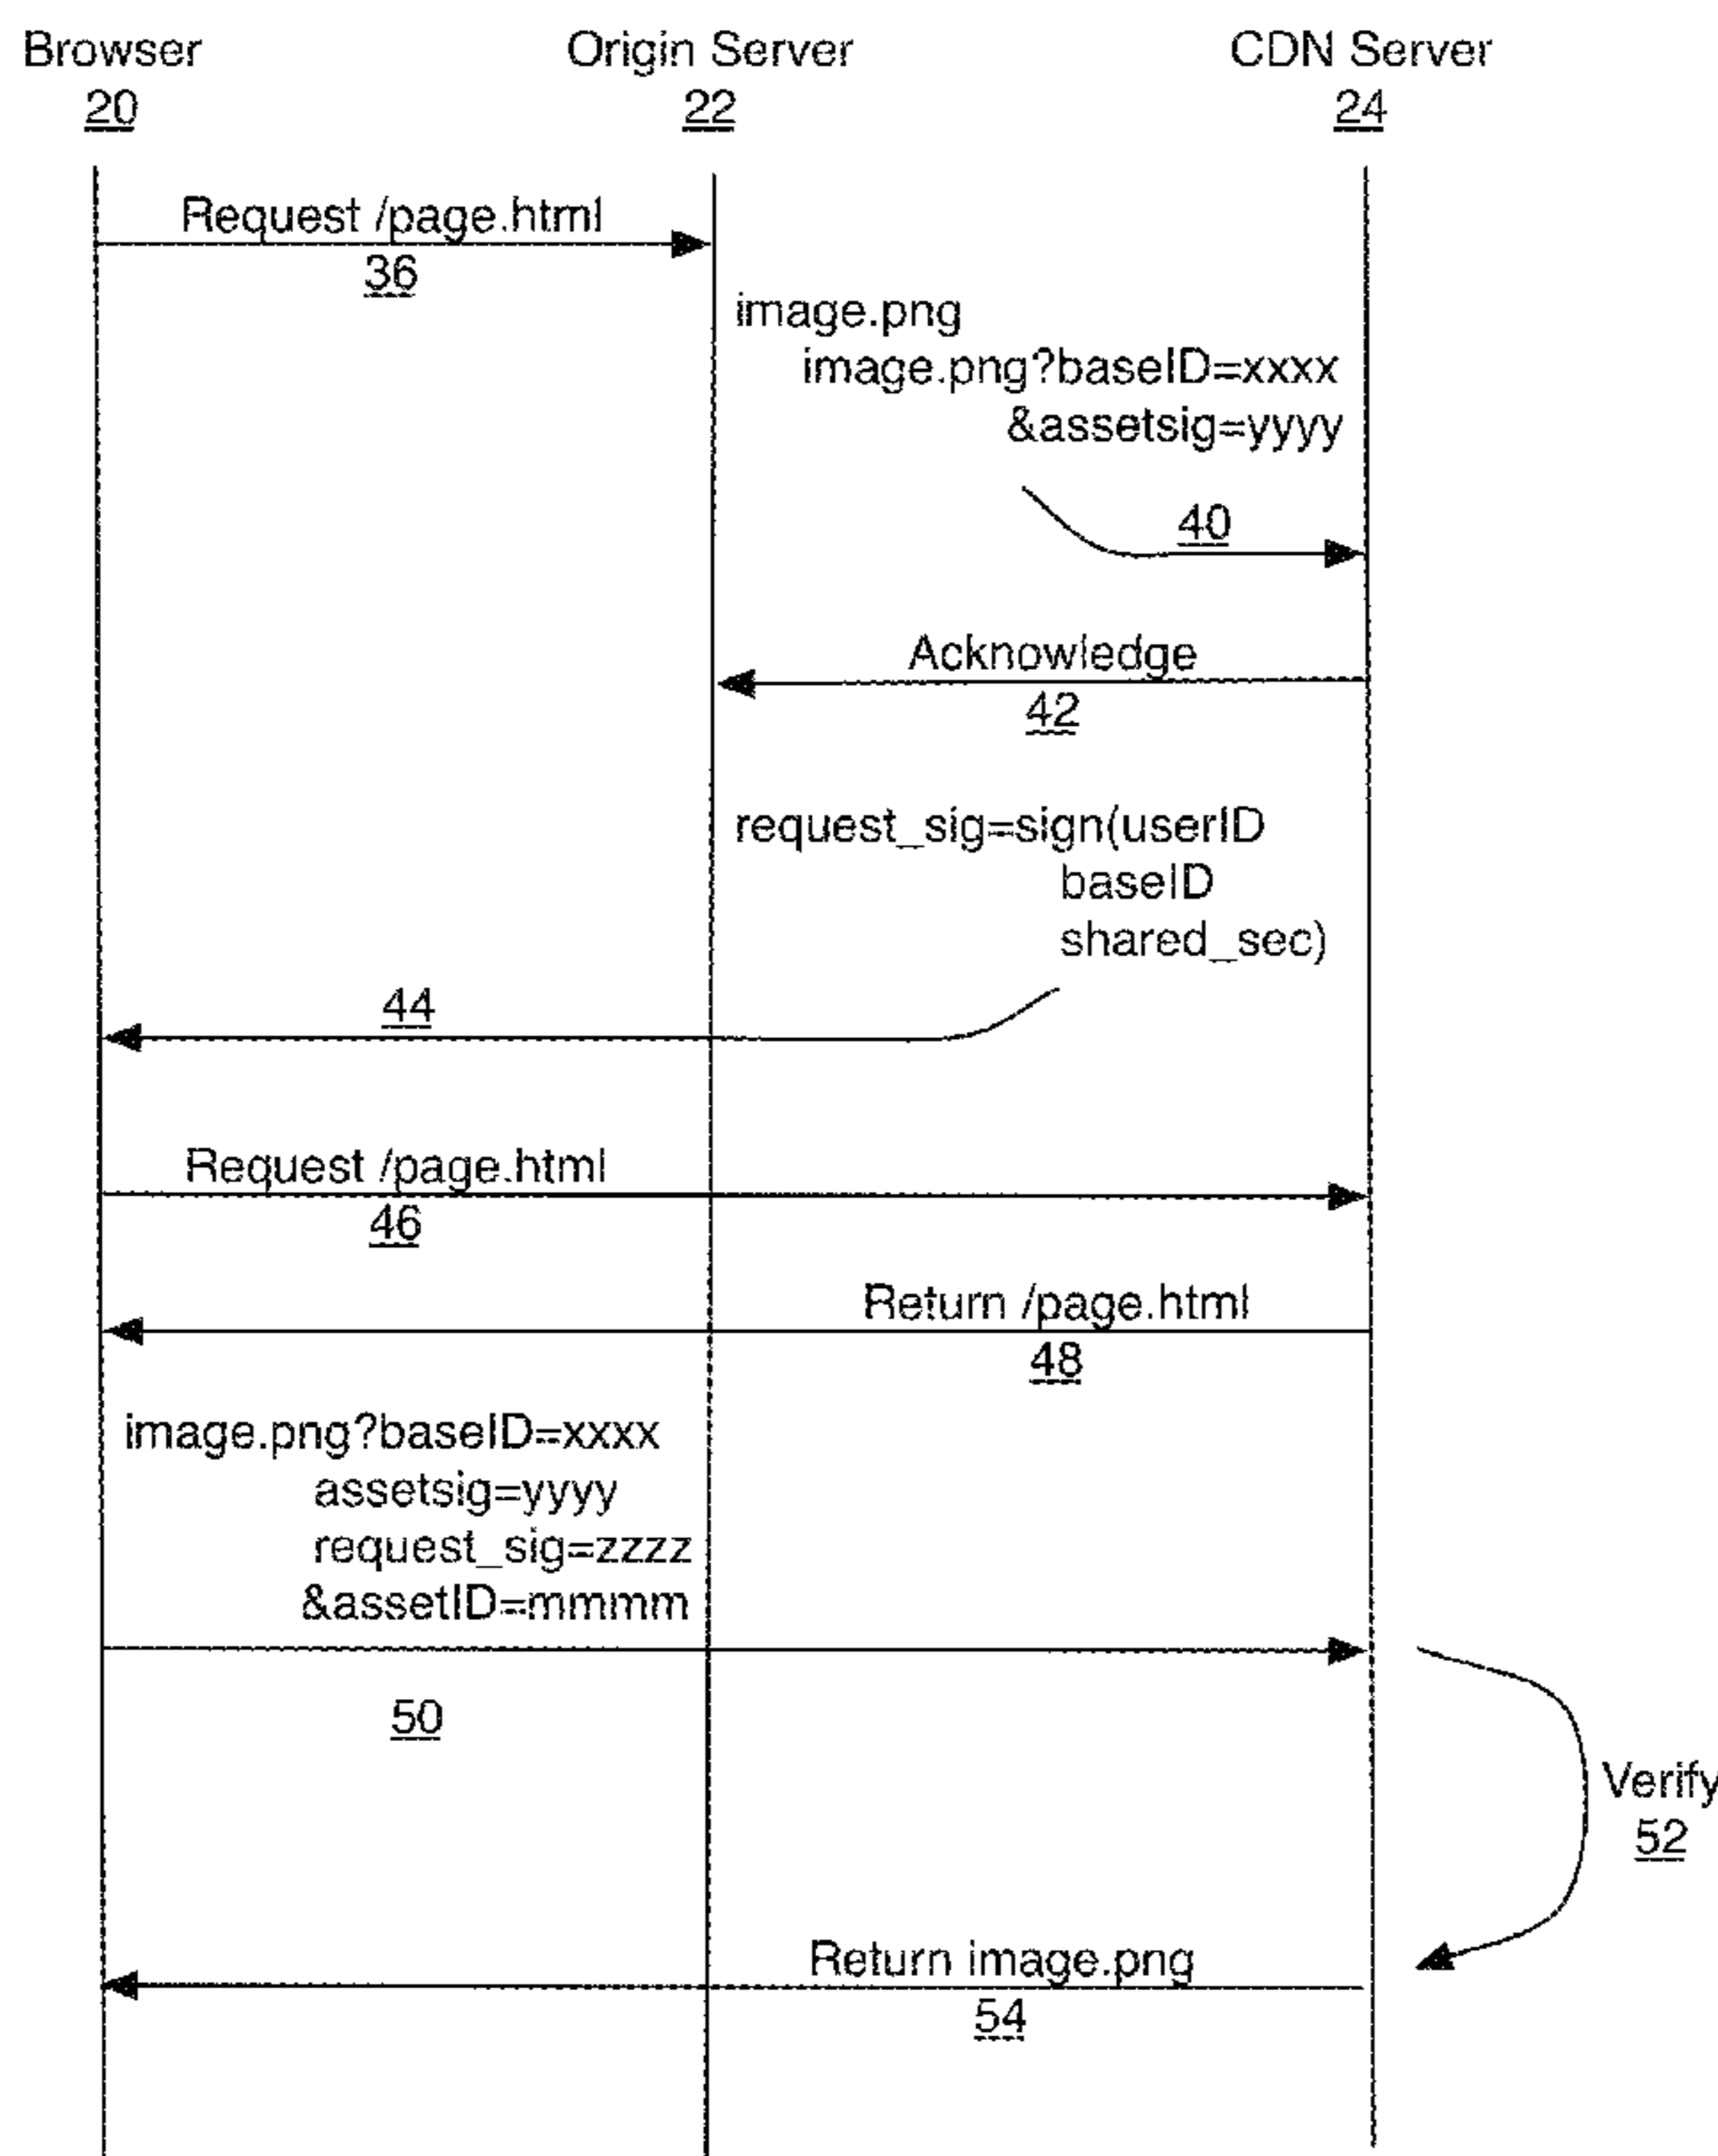 Browser
20
Origin Server
22
CDN Server
24
Request /page.html
36
image.png
image.png?baseID=xxxx
&assetsig=yyyy
40
Acknowledge
42
request_sig=sign(userID
baseID
shared_sec)
44
Request /page.html
46
Return /page.html
48
image.png?baseID=xxxx
assetsig=yyyy
request_sig=zzzz
&assetID=mmmm
50
Verify
52
Return image.png
54